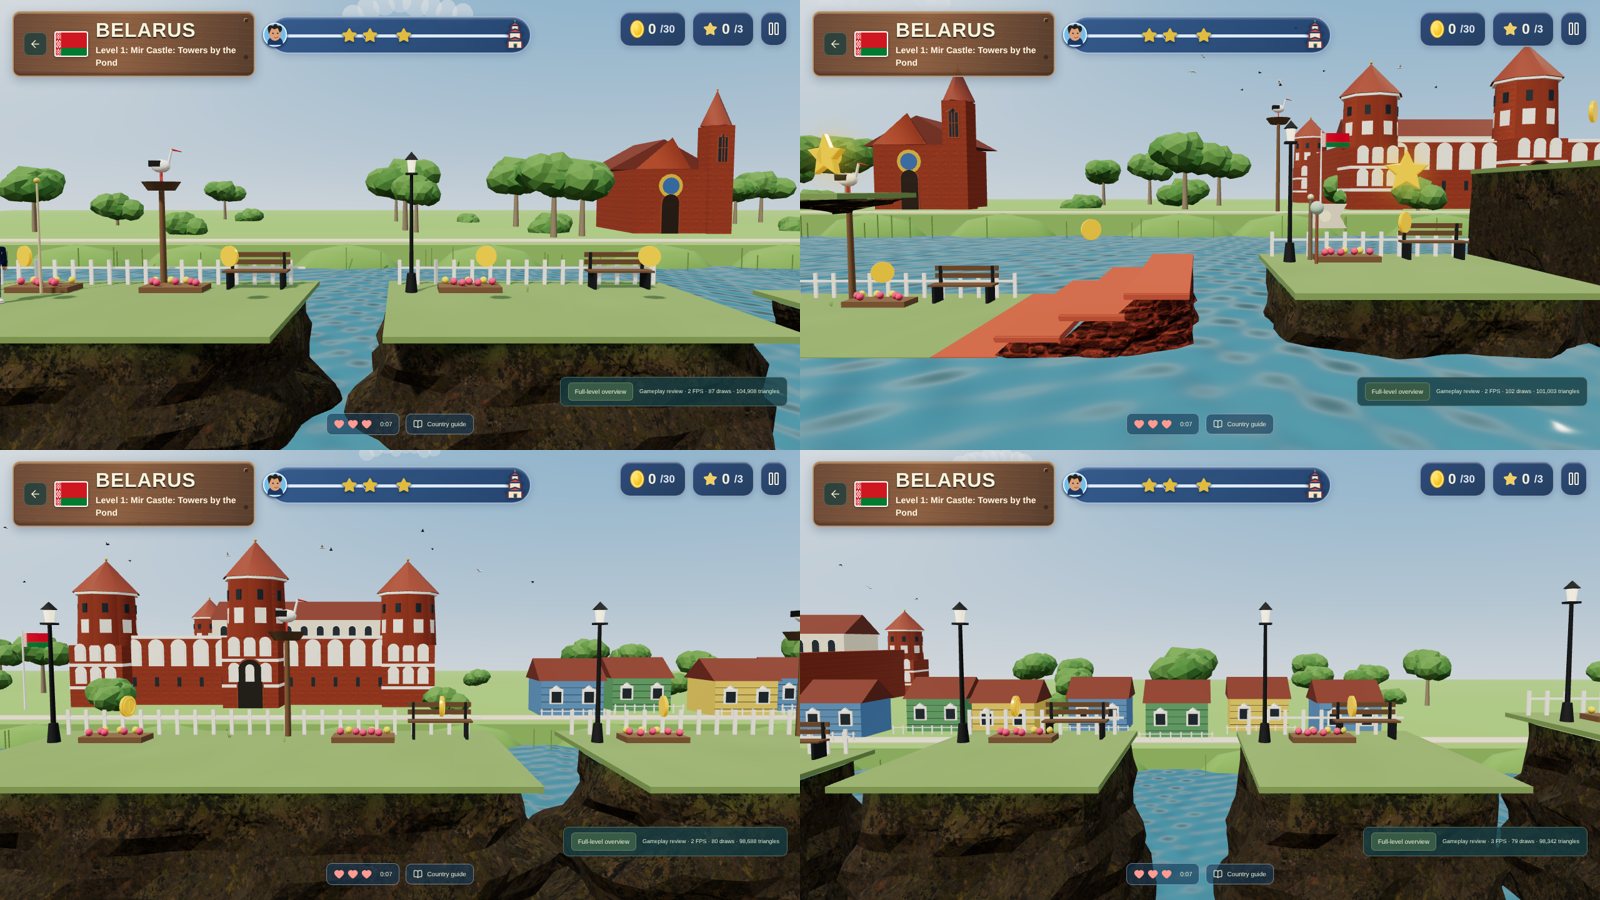 BELARUS
Level 1: Mir Castle: Towers by the
Pond
0 /30
0 /3
Full-level overview
Gameplay review · 2 FPS · 87 draws · 104,908 triangles
0:07
Country guide
BELARUS
Level 1: Mir Castle: Towers by the
Pond
0 /30
0 /3
Full-level overview
Gameplay review · 2 FPS · 102 draws · 101,003 triangles
0:07
Country guide
BELARUS
Level 1: Mir Castle: Towers by the
Pond
0 /30
0 /3
Full-level overview
Gameplay review · 2 FPS · 80 draws · 98,688 triangles
0:07
Country guide
BELARUS
Level 1: Mir Castle: Towers by the
Pond
0 /30
0 /3
Full-level overview
Gameplay review · 3 FPS · 79 draws · 98,342 triangles
0:07
Country guide